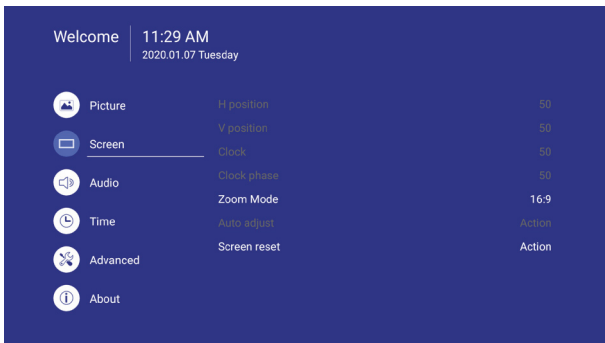 Welcome
11:29 AM
2020.01.07 Tuesday
Picture
Screen
Audio
Time
Advanced
About
H position 50
V position 50
Clock 50
Clock phase 50
Zoom Mode 16:9
Auto adjust Action
Screen reset Action